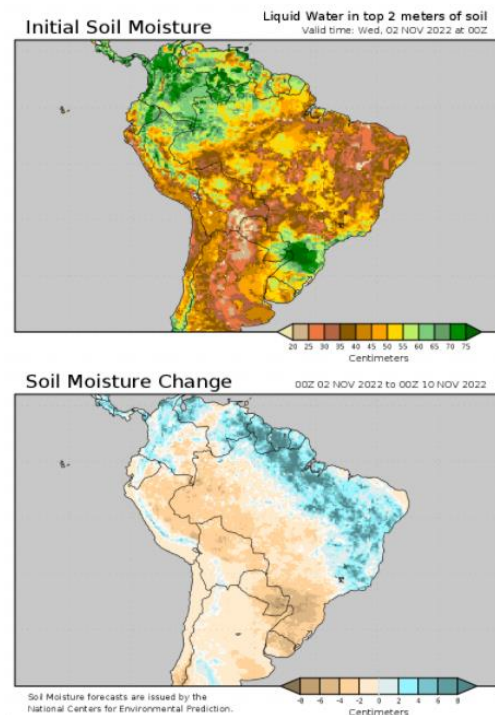 Initial Soil Moisture
Liquid Water in top 2 meters of soil
Valid time: Wed, 02 NOV 2022 at 00Z
20 25 30 35 40 45 50 55 60 65 70 75
Centimeters
Soil Moisture Change
00Z 02 NOV 2022 to 00Z 10 NOV 2022
Soil Moisture forecasts are issued by the
National Centers for Environmental Prediction.
-8 -6 -4 -2 0 2 4 6 8
Centimeters